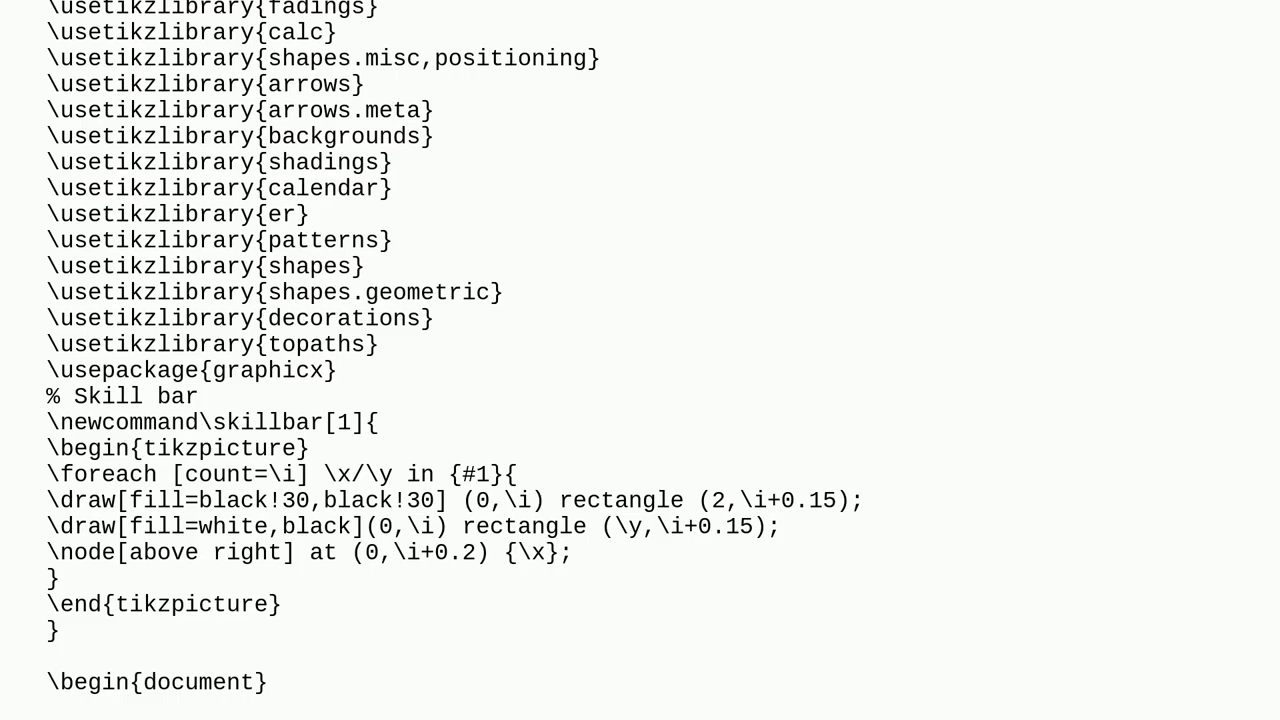 \usetikzlibrary{fadings}
\usetikzlibrary{calc}
\usetikzlibrary{shapes.misc,positioning}
\usetikzlibrary{arrows}
\usetikzlibrary{arrows.meta}
\usetikzlibrary{backgrounds}
\usetikzlibrary{shadings}
\usetikzlibrary{calendar}
\usetikzlibrary{er}
\usetikzlibrary{patterns}
\usetikzlibrary{shapes}
\usetikzlibrary{shapes.geometric}
\usetikzlibrary{decorations}
\usetikzlibrary{topaths}
\usepackage{graphicx}
% Skill bar
\newcommand\skillbar[1]{
\begin{tikzpicture}
\foreach [count=\i] \x/\y in {#1}{
\draw[fill=black!30,black!30] (0,\i) rectangle (2,\i+0.15);
\draw[fill=white,black](0,\i) rectangle (\y,\i+0.15);
\node[above right] at (0,\i+0.2) {\x};
}
\end{tikzpicture}
}
\begin{document}